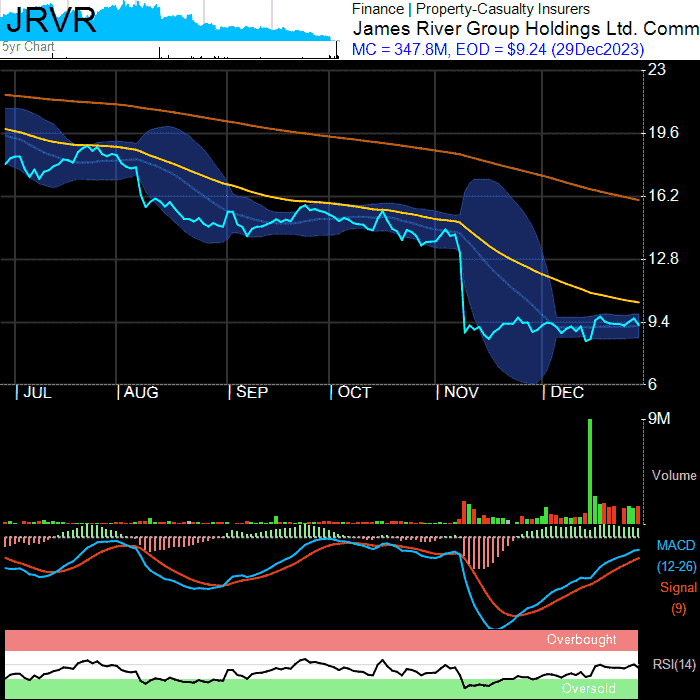 JRVR
5yr Chart
Finance | Property-Casualty Insurers
James River Group Holdings Ltd. Comm
MC = 347.8M, EOD = $9.24 (29Dec2023)
23
19.6
16.2
12.8
9.4
6
JUL AUG SEP OCT NOV DEC
9M
Volume
MACD
(12-26)
Signal
(9)
Overbought
RSI(14)
Oversold